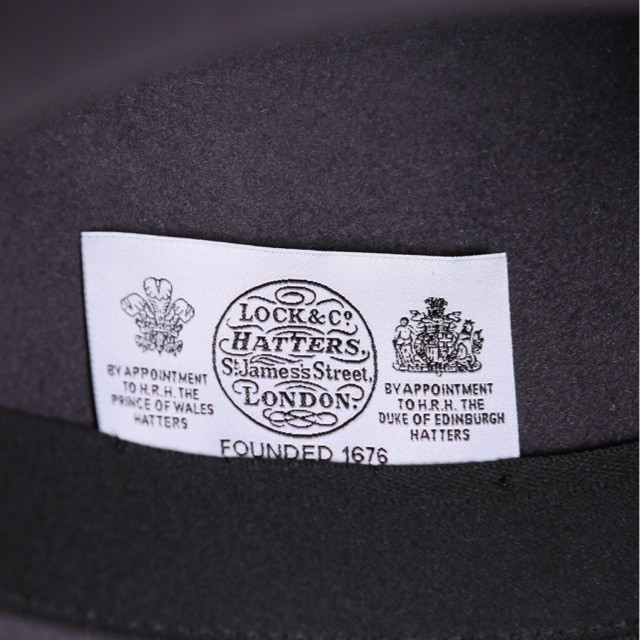 BY APPOINTMENT
TO H.R.H. THE
PRINCE OF WALES
HATTERS
LOCK & Co
HATTERS,
St. James's Street,
LONDON.
FOUNDED 1676
BY APPOINTMENT
TO H.R.H. THE
DUKE OF EDINBURGH
HATTERS